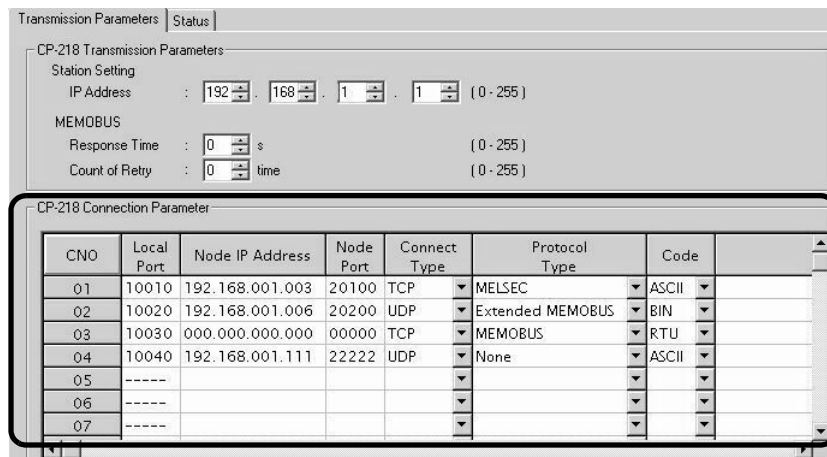 Transmission Parameters Status
CP-218 Transmission Parameters
Station Setting
IP Address : 192 . 168 . 1 . 1 ( 0 - 255 )
MEMOBUS
Response Time : 0 s ( 0 - 255 )
Count of Retry : 0 time ( 0 - 255 )
CP-218 Connection Parameter
CNO Local Port Node IP Address Node Port Connect Type Protocol Type Code
01 10010 192.168.001.003 20100 TCP MELSEC ASCII
02 10020 192.168.001.006 20200 UDP Extended MEMOBUS BIN
03 10030 000.000.000.000 00000 TCP MEMOBUS RTU
04 10040 192.168.001.111 22222 UDP None ASCII
05 -----
06 -----
07 -----